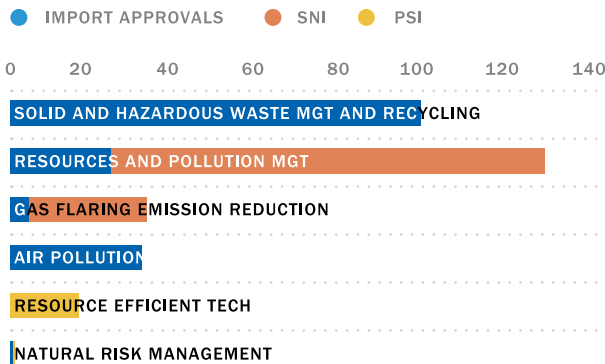 IMPORT APPROVALS SNI PSI
0 20 40 60 80 100 120 140
SOLID AND HAZARDOUS WASTE MGT AND RECYCLING
RESOURCES AND POLLUTION MGT
GAS FLARING EMISSION REDUCTION
AIR POLLUTION
RESOURCE EFFICIENT TECH
NATURAL RISK MANAGEMENT